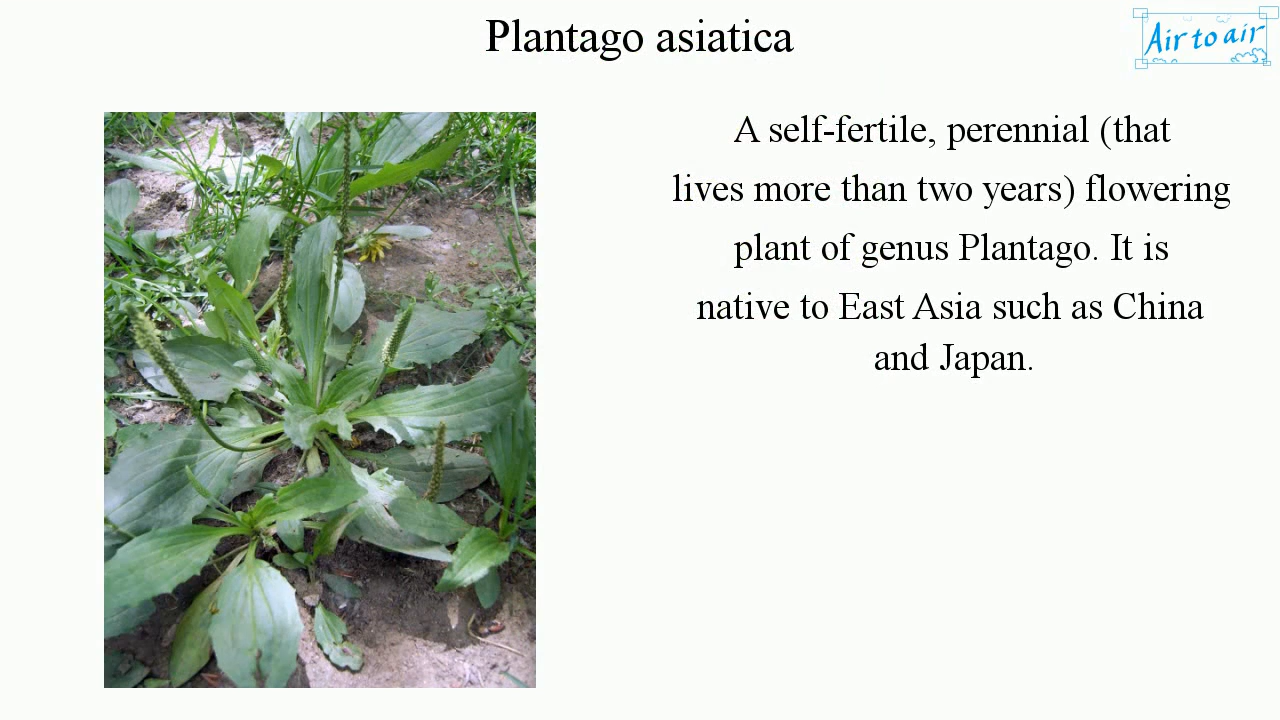 Plantago asiatica
Air to air
A self-fertile, perennial (that
lives more than two years) flowering
plant of genus Plantago. It is
native to East Asia such as China
and Japan.